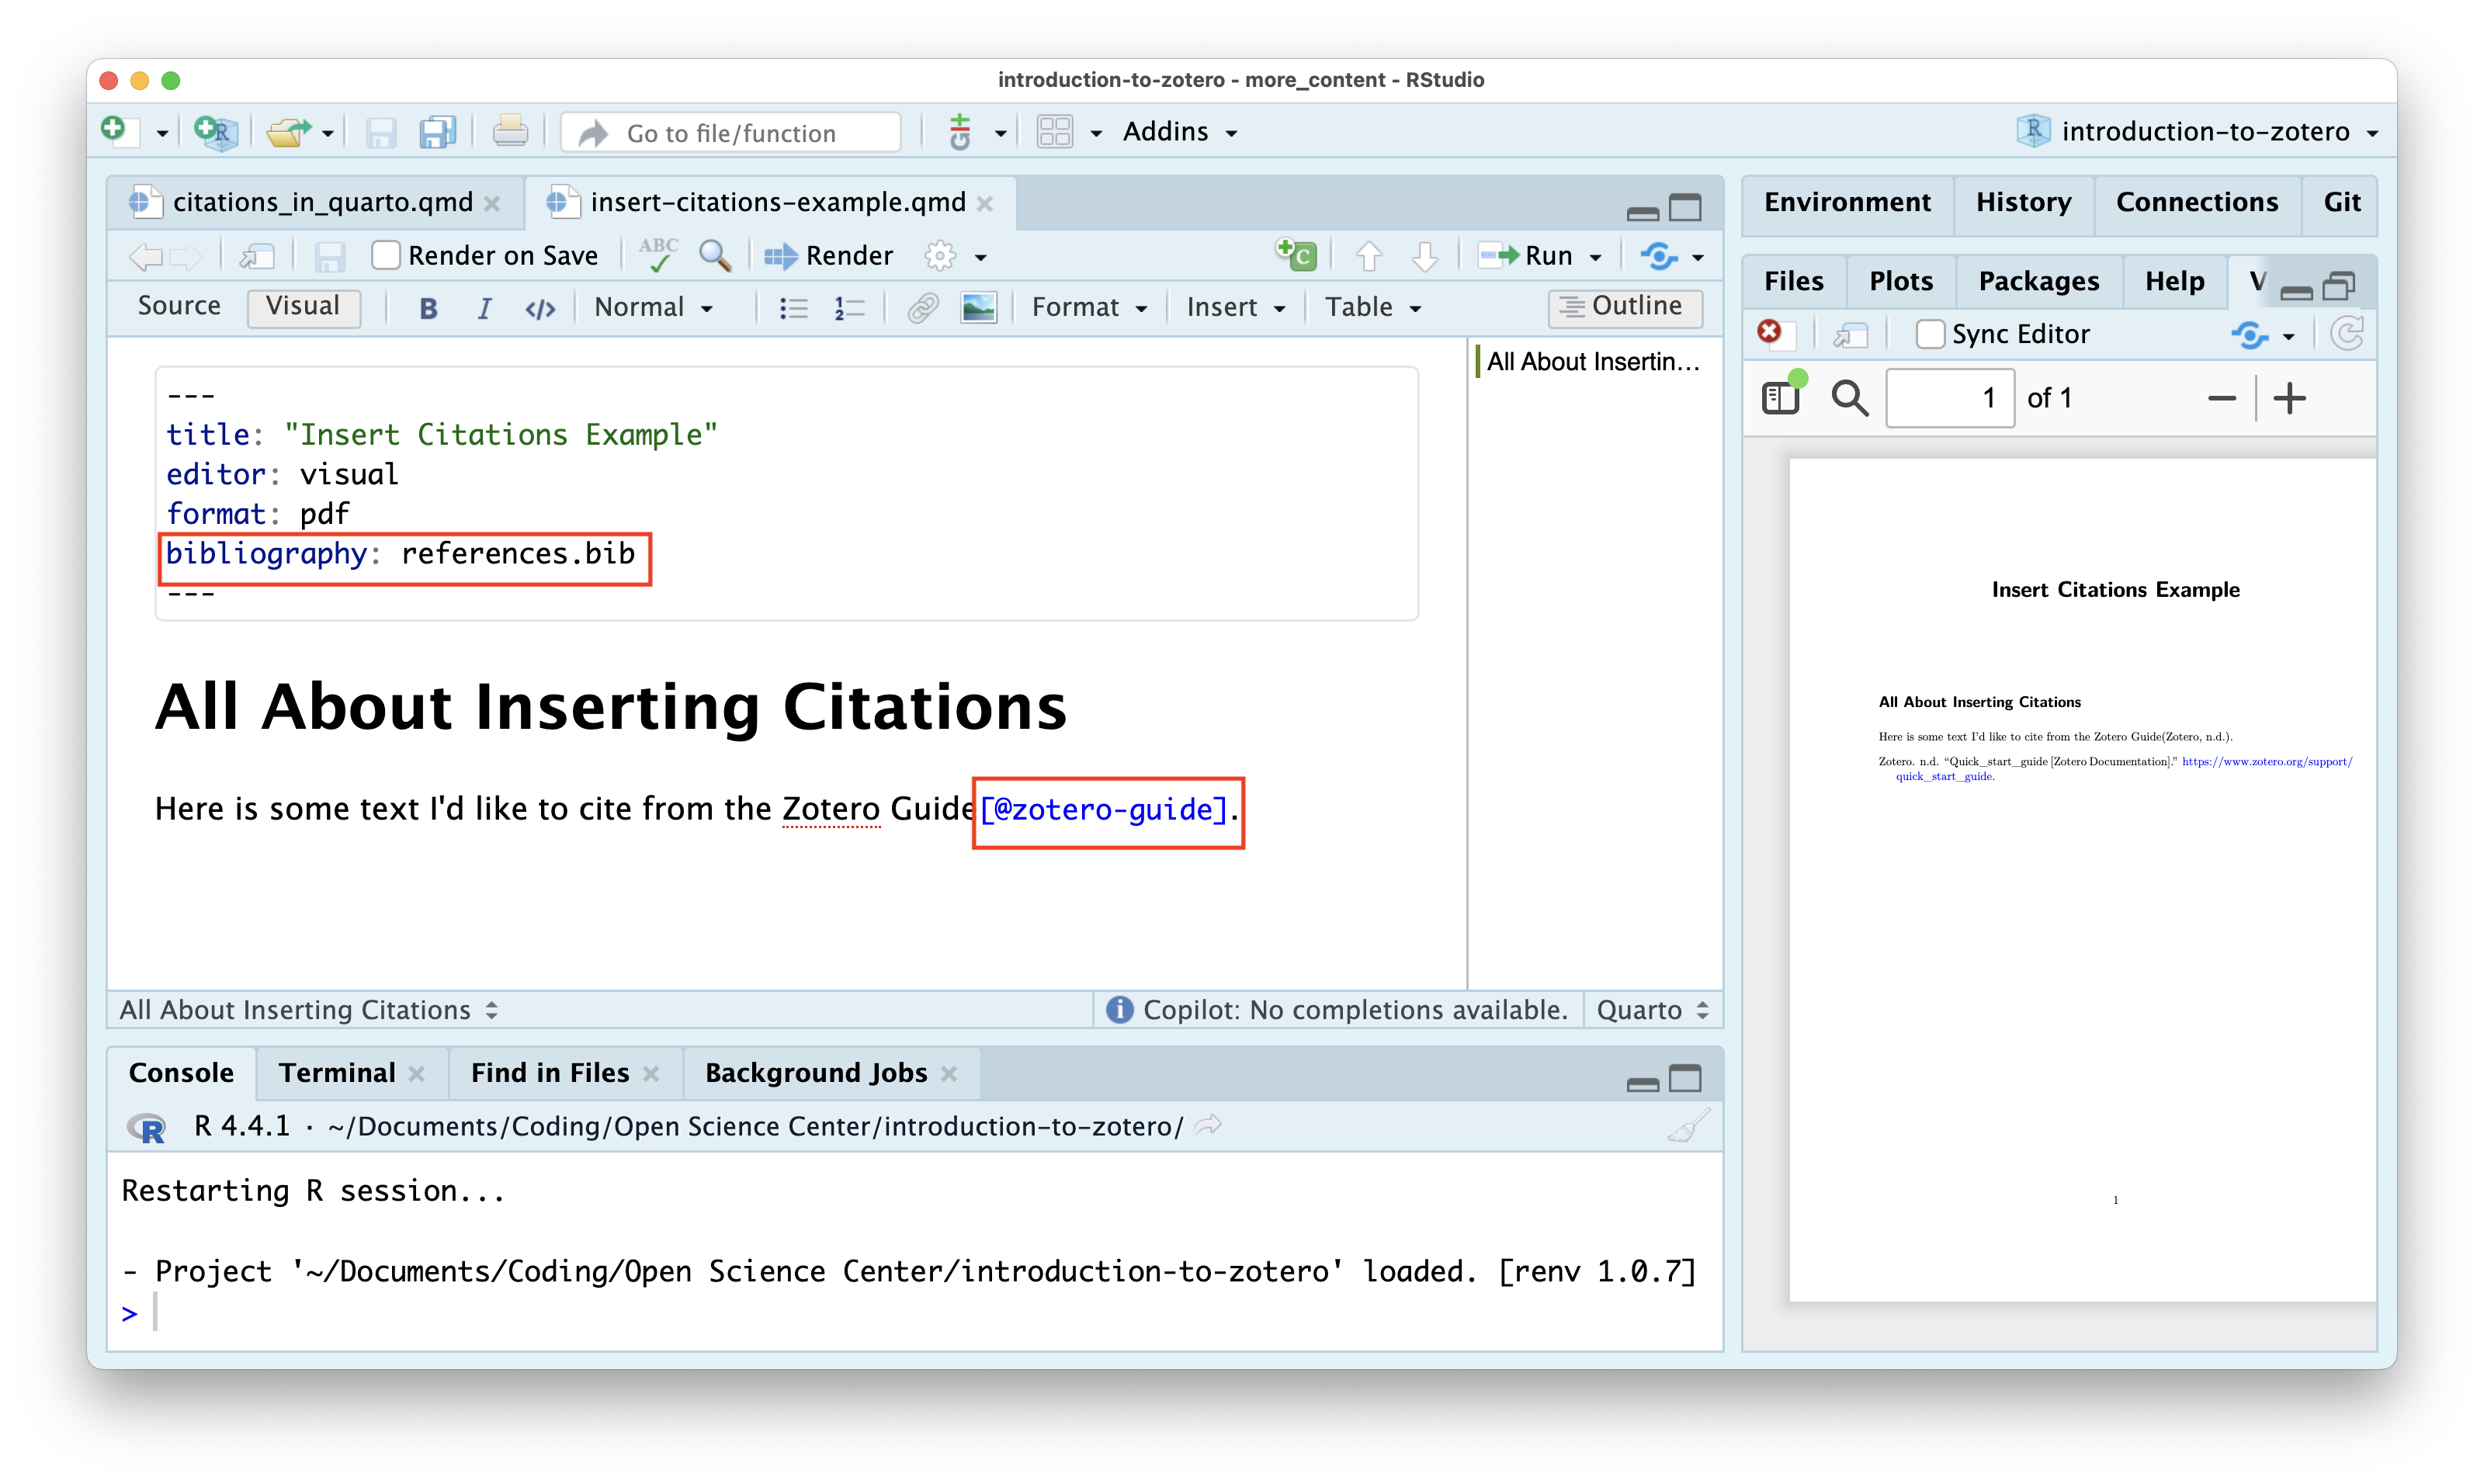 introduction-to-zotero - more_content - RStudio
Go to file/function
Addins
introduction-to-zotero
citations_in_quarto.qmd
insert-citations-example.qmd
Render on Save
ABC
Render
C
Run
Source
Visual
B
I
</>
Normal
Format
Insert
Table
Outline
---
title: "Insert Citations Example"
editor: visual
format: pdf
bibliography: references.bib
---
All About Inserting Citations
Here is some text I'd like to cite from the Zotero Guide[@zotero-guide].
All About Insertin...
All About Inserting Citations
Copilot: No completions available.
Quarto
Console
Terminal
Find in Files
Background Jobs
R 4.4.1 · ~/Documents/Coding/Open Science Center/introduction-to-zotero/
Restarting R session...
- Project '~/Documents/Coding/Open Science Center/introduction-to-zotero' loaded. [renv 1.0.7]
>
Environment
History
Connections
Git
Files
Plots
Packages
Help
V
Sync Editor
1 of 1
Insert Citations Example
All About Inserting Citations
Here is some text I'd like to cite from the Zotero Guide(Zotero, n.d.).
Zotero. n.d. “Quick_start_guide [Zotero Documentation].” https://www.zotero.org/support/
quick_start_guide.
1